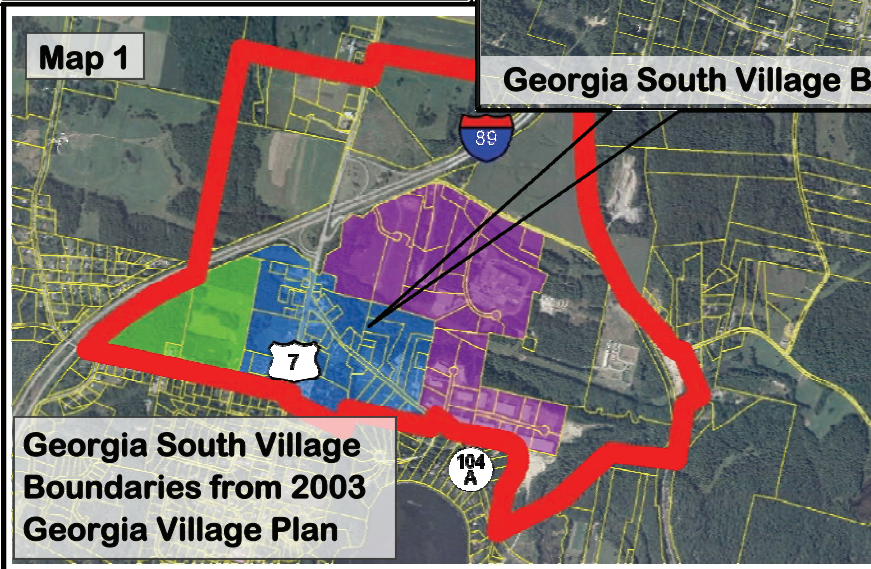 Map 1
Georgia South Village B
89
7
104
A
Georgia South Village
Boundaries from 2003
Georgia Village Plan